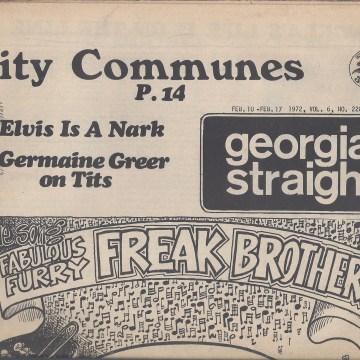 ity Communes
P. 14
FEB. 10 -FEB. 17 1972, VOL. 6, NO. 226
Elvis Is A Nark
Germaine Greer
on Tits
georgia
straigh
FABULOUS
FURRY
FREAK BROTHER